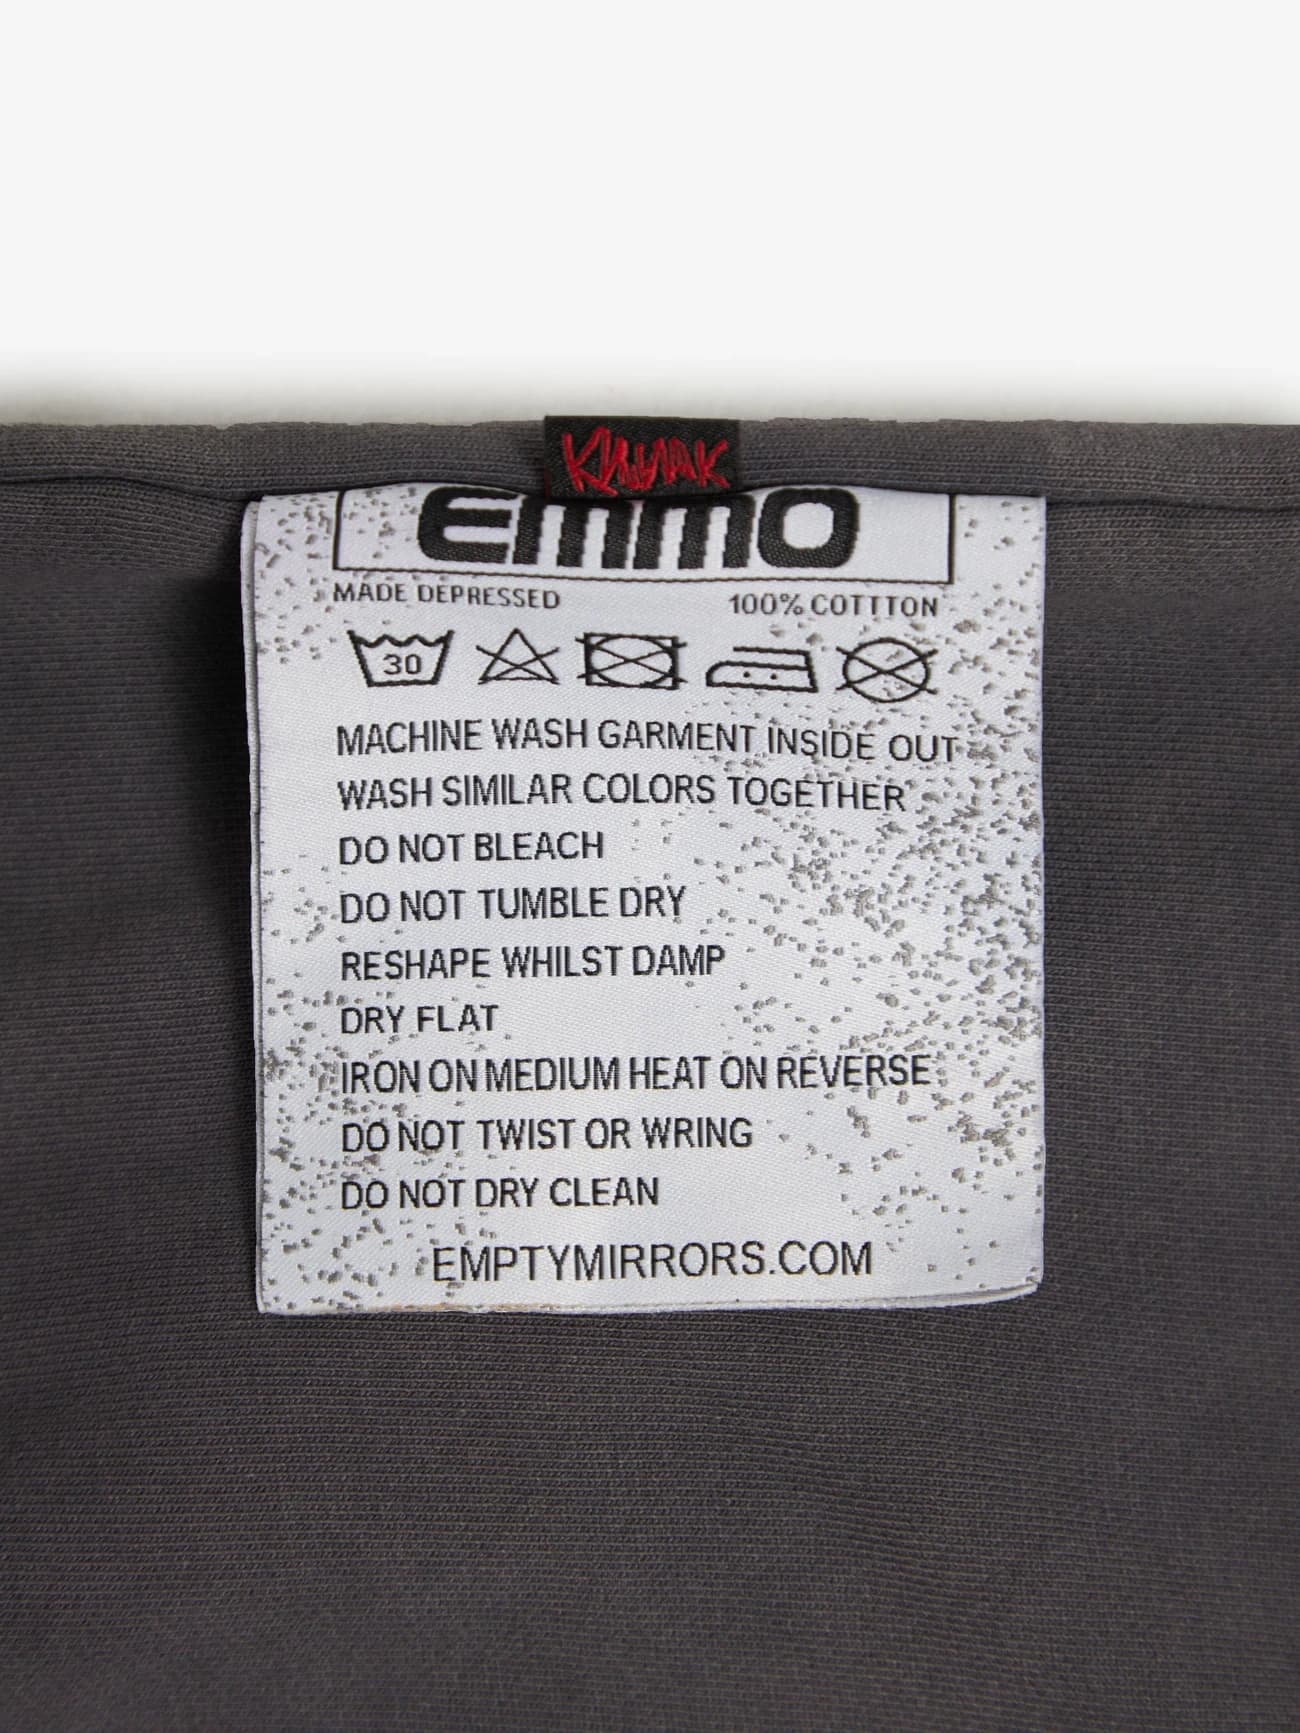 EMMO
MADE DEPRESSED 100% COTTTON
30
MACHINE WASH GARMENT INSIDE OUT
WASH SIMILAR COLORS TOGETHER
DO NOT BLEACH
DO NOT TUMBLE DRY
RESHAPE WHILST DAMP
DRY FLAT
IRON ON MEDIUM HEAT ON REVERSE
DO NOT TWIST OR WRING
DO NOT DRY CLEAN
EMPTYMIRRORS.COM